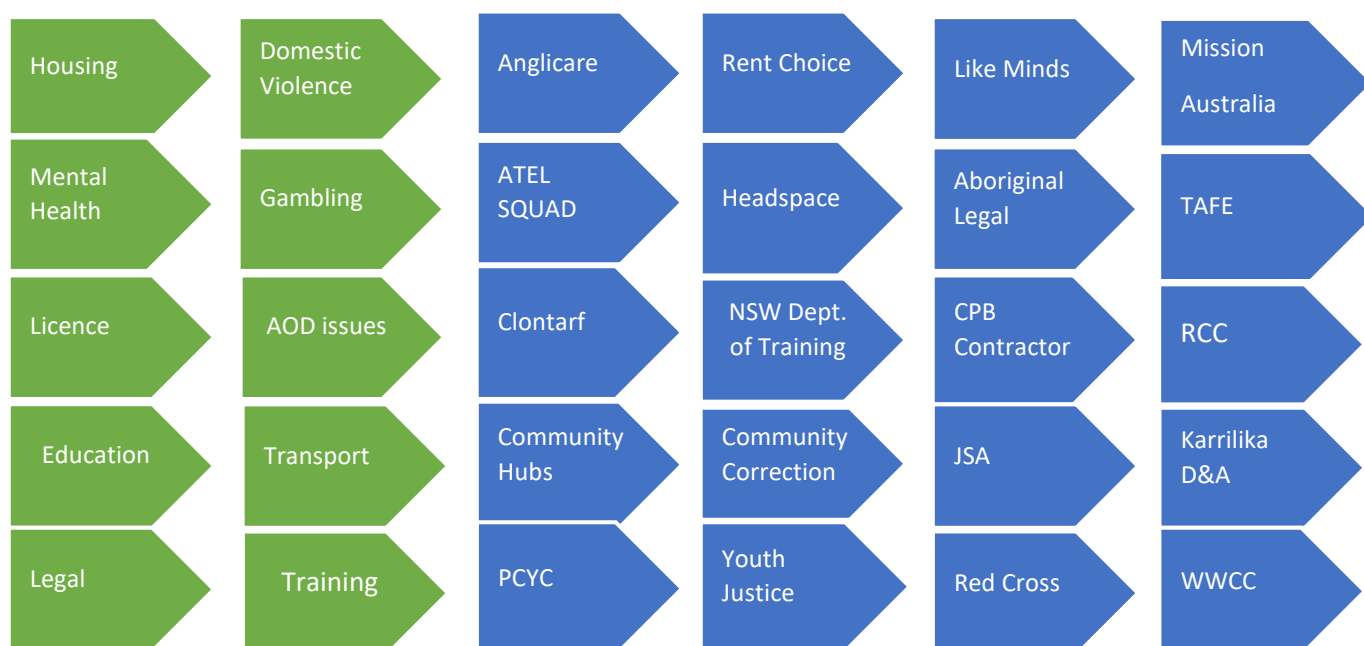 Housing
Domestic
Violence
Anglicare
Rent Choice
Like Minds
Mission
Australia
Mental
Health
Gambling
ATEL
SQUAD
Headspace
Aboriginal
Legal
TAFE
Licence
AOD issues
Clontarf
NSW Dept.
of Training
CPB
Contractor
RCC
Education
Transport
Community
Hubs
Community
Correction
JSA
Karrilika
D&A
Legal
Training
PCYC
Youth
Justice
Red Cross
WWCC